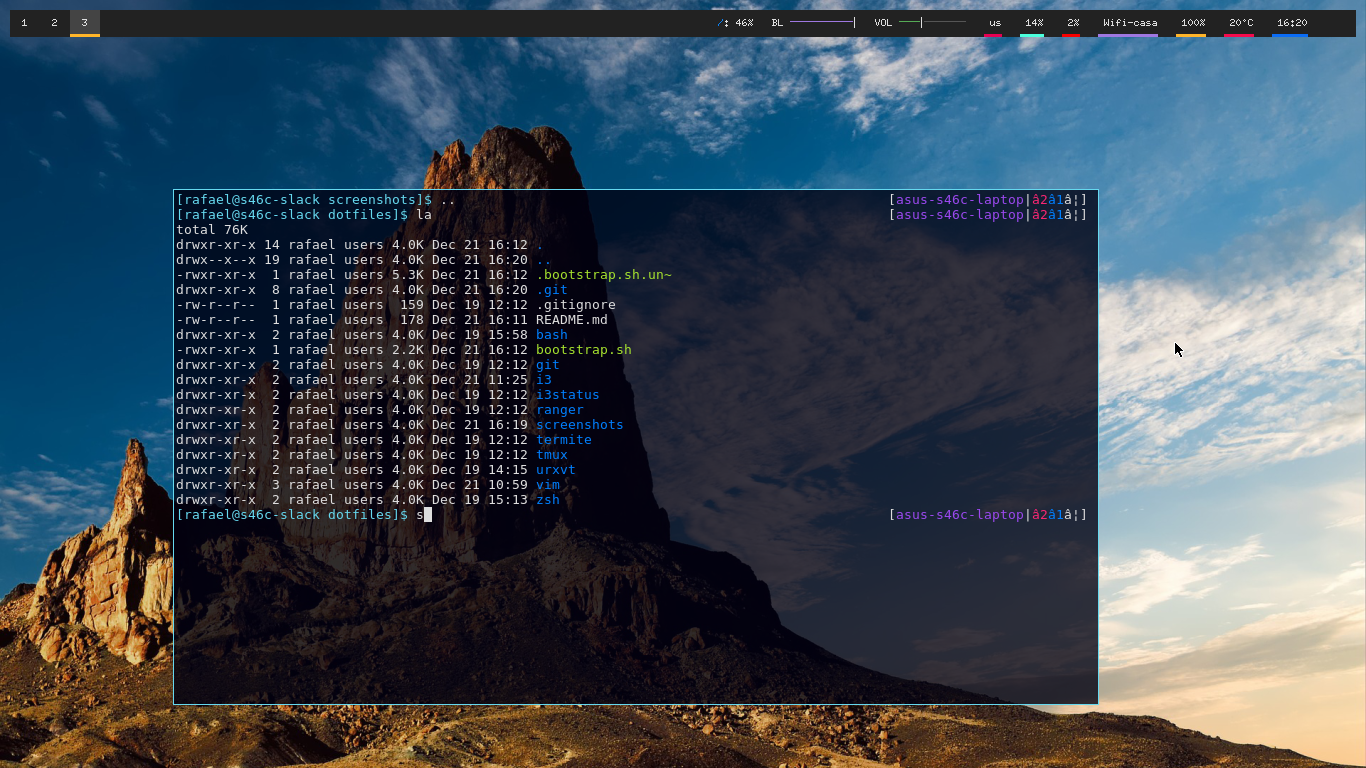 1 2 3 /: 46% BL VOL us 14% 2% Wifi-casa 100% 20°C 16:20
[rafael@s46c-slack screenshots]$ .. [asus-s46c-laptop|â2â1â¦]
[rafael@s46c-slack dotfiles]$ la [asus-s46c-laptop|â2â1â¦]
total 76K
drwxr-xr-x 14 rafael users 4.0K Dec 21 16:12 .
drwx--x--x 19 rafael users 4.0K Dec 21 16:20 ..
-rwxr-xr-x  1 rafael users 5.3K Dec 21 16:12 .bootstrap.sh.un~
drwxr-xr-x  8 rafael users 4.0K Dec 21 16:20 .git
-rw-r--r--  1 rafael users  159 Dec 19 12:12 .gitignore
-rw-r--r--  1 rafael users  178 Dec 21 16:11 README.md
drwxr-xr-x  2 rafael users 4.0K Dec 19 15:58 bash
-rwxr-xr-x  1 rafael users 2.2K Dec 21 16:12 bootstrap.sh
drwxr-xr-x  2 rafael users 4.0K Dec 19 12:12 git
drwxr-xr-x  2 rafael users 4.0K Dec 21 11:25 i3
drwxr-xr-x  2 rafael users 4.0K Dec 19 12:12 i3status
drwxr-xr-x  2 rafael users 4.0K Dec 19 12:12 ranger
drwxr-xr-x  2 rafael users 4.0K Dec 21 16:19 screenshots
drwxr-xr-x  2 rafael users 4.0K Dec 19 12:12 termite
drwxr-xr-x  2 rafael users 4.0K Dec 19 12:12 tmux
drwxr-xr-x  2 rafael users 4.0K Dec 19 14:15 urxvt
drwxr-xr-x  3 rafael users 4.0K Dec 21 10:59 vim
drwxr-xr-x  2 rafael users 4.0K Dec 19 15:13 zsh
[rafael@s46c-slack dotfiles]$ s [asus-s46c-laptop|â2â1â¦]